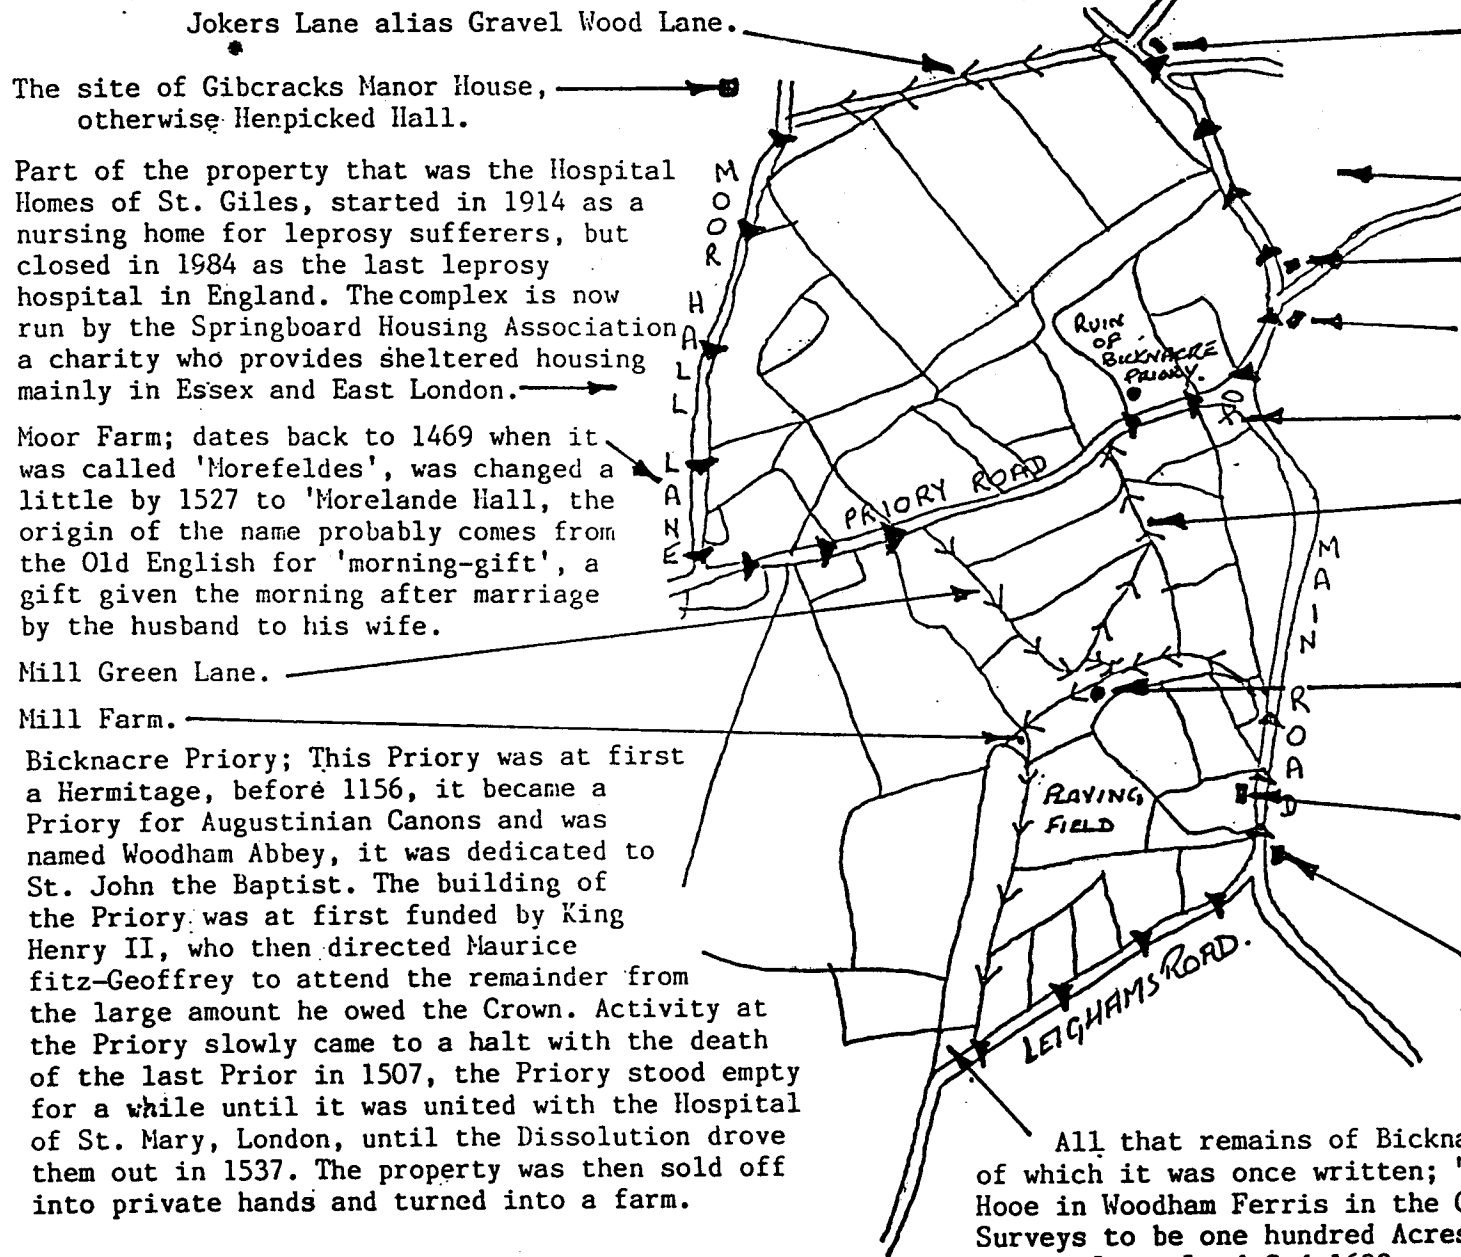 Jokers Lane alias Gravel Wood Lane.
The site of Gibcracks Manor House,
otherwise Henpicked Hall.
Part of the property that was the Hospital
Homes of St. Giles, started in 1914 as a
nursing home for leprosy sufferers, but
closed in 1984 as the last leprosy
hospital in England. The complex is now
run by the Springboard Housing Association
a charity who provides sheltered housing
mainly in Essex and East London.
Moor Farm; dates back to 1469 when it
was called 'Morefeldes', was changed a
little by 1527 to 'Morelande Hall, the
origin of the name probably comes from
the Old English for 'morning-gift', a
gift given the morning after marriage
by the husband to his wife.
Mill Green Lane.
Mill Farm.
Bicknacre Priory; This Priory was at first
a Hermitage, before 1156, it became a
Priory for Augustinian Canons and was
named Woodham Abbey, it was dedicated to
St. John the Baptist. The building of
the Priory was at first funded by King
Henry II, who then directed Maurice
fitz-Geoffrey to attend the remainder from
the large amount he owed the Crown. Activity at
the Priory slowly came to a halt with the death
of the last Prior in 1507, the Priory stood empty
for a while until it was united with the Hospital
of St. Mary, London, until the Dissolution drove
them out in 1537. The property was then sold off
into private hands and turned into a farm.
MOOR HALL LANE
RUIN
OF
BICKNACRE
PRIORY.
PRIORY ROAD
MAIN ROAD
PLAYING
FIELD
LEIGHAMS ROAD.
All that remains of
of which it was once written;
Hooe in Woodham Ferris in the
Surveys to be one hundred Acres